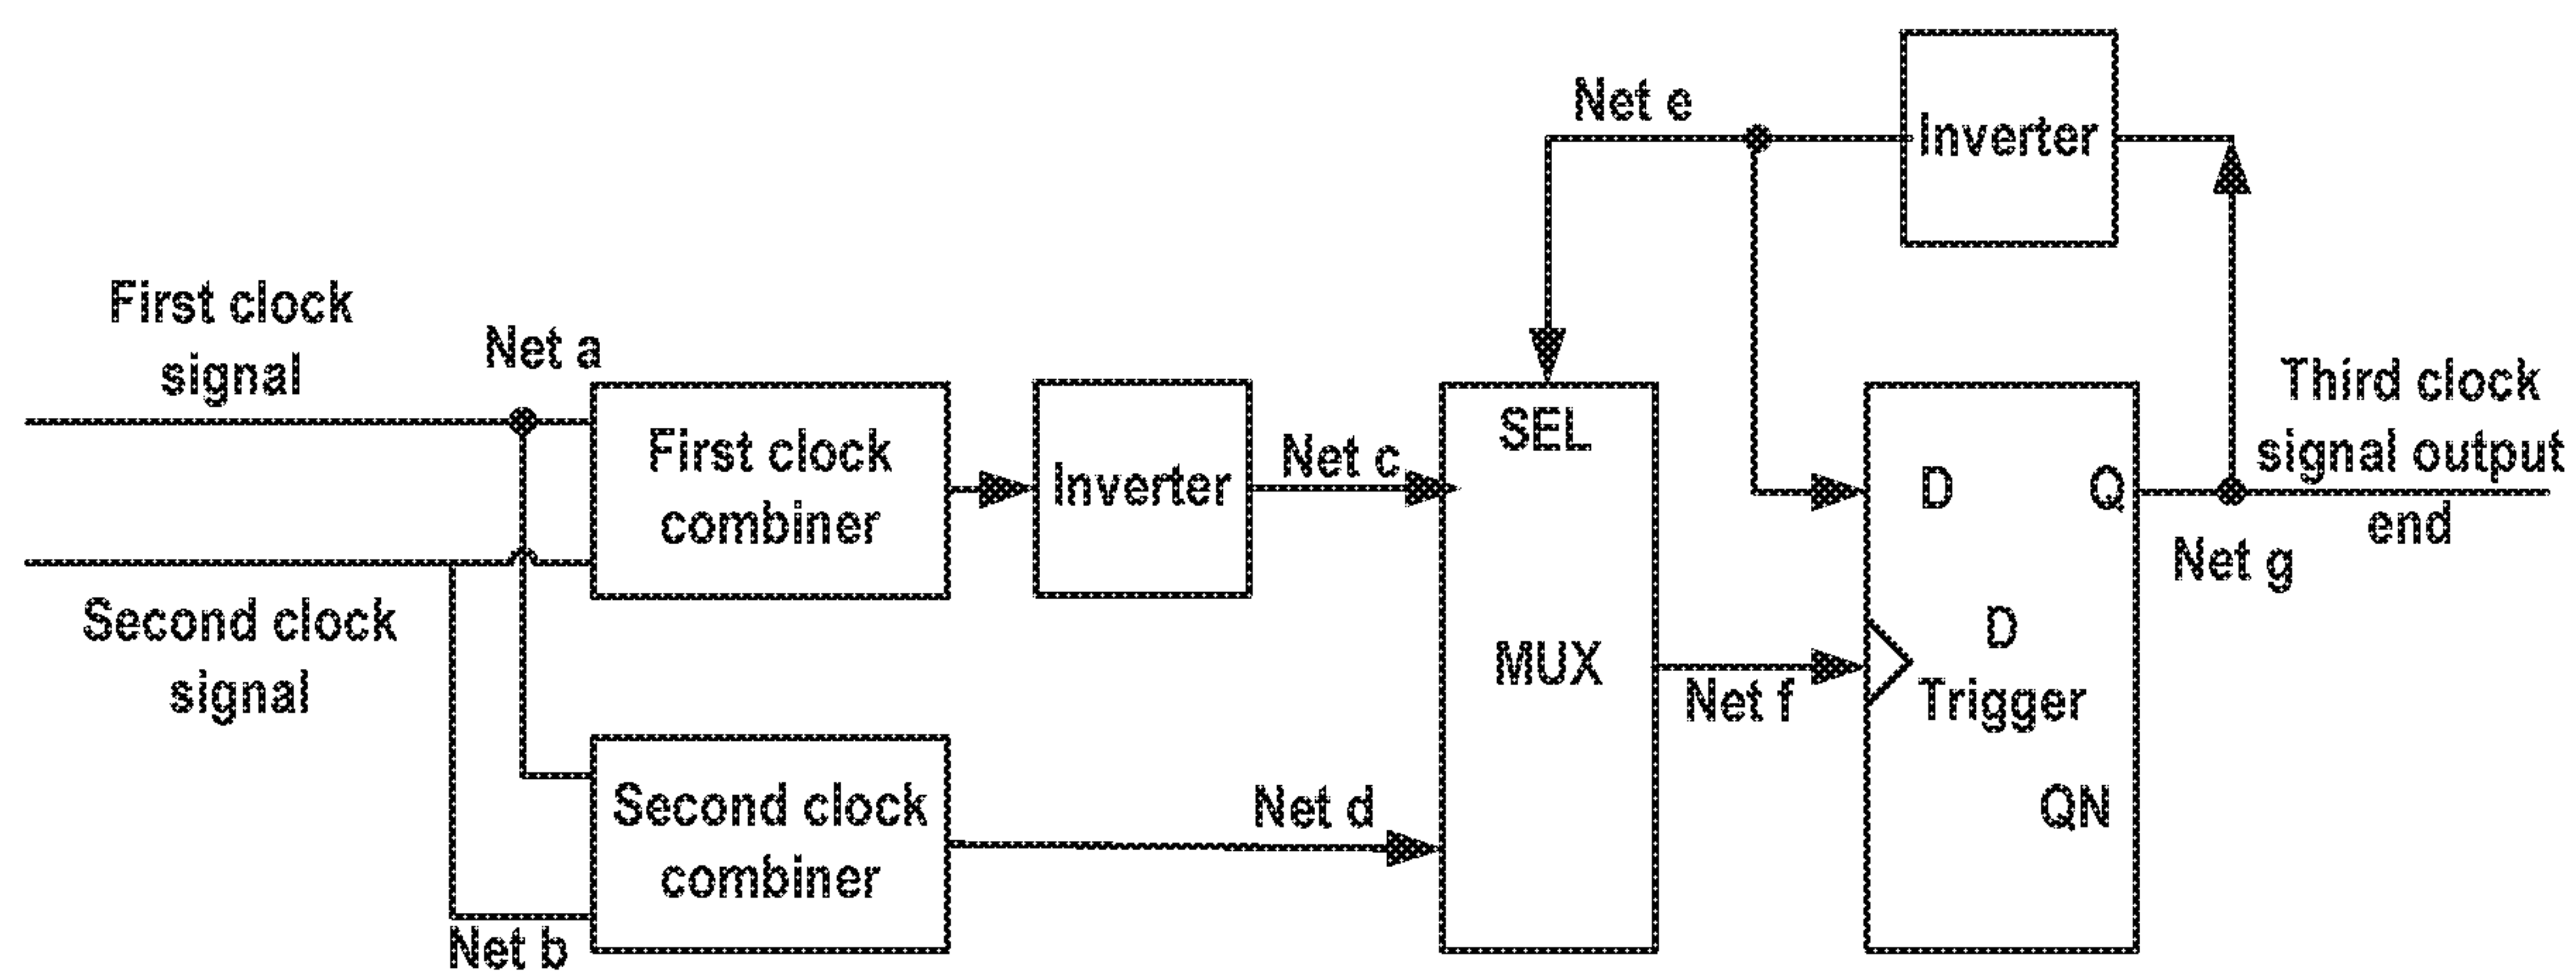 Net e
Inverter
First clock
signal
Net a
First clock
combiner
Inverter
Net c
SEL
MUX
D
Q
D
Trigger
QN
Third clock
signal output
end
Net g
Second clock
signal
Net f
Second clock
combiner
Net d
Net b